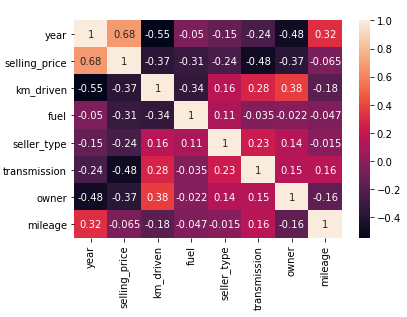 year 1 0.68 -0.55 -0.05 -0.15 -0.24 -0.48 0.32
selling_price 0.68 1 -0.37 -0.31 -0.24 -0.48 -0.37 -0.065
km_driven -0.55 -0.37 1 -0.34 0.16 0.28 0.38 -0.18
fuel -0.05 -0.31 -0.34 1 0.11 -0.035 -0.022 -0.047
seller_type -0.15 -0.24 0.16 0.11 1 0.23 0.14 -0.015
transmission -0.24 -0.48 0.28 -0.035 0.23 1 0.15 0.16
owner -0.48 -0.37 0.38 -0.022 0.14 0.15 1 -0.16
mileage 0.32 -0.065 -0.18 -0.047 -0.015 0.16 -0.16 1
year
selling_price
km_driven
fuel
seller_type
transmission
owner
mileage
1.0
0.8
0.6
0.4
0.2
0.0
-0.2
-0.4